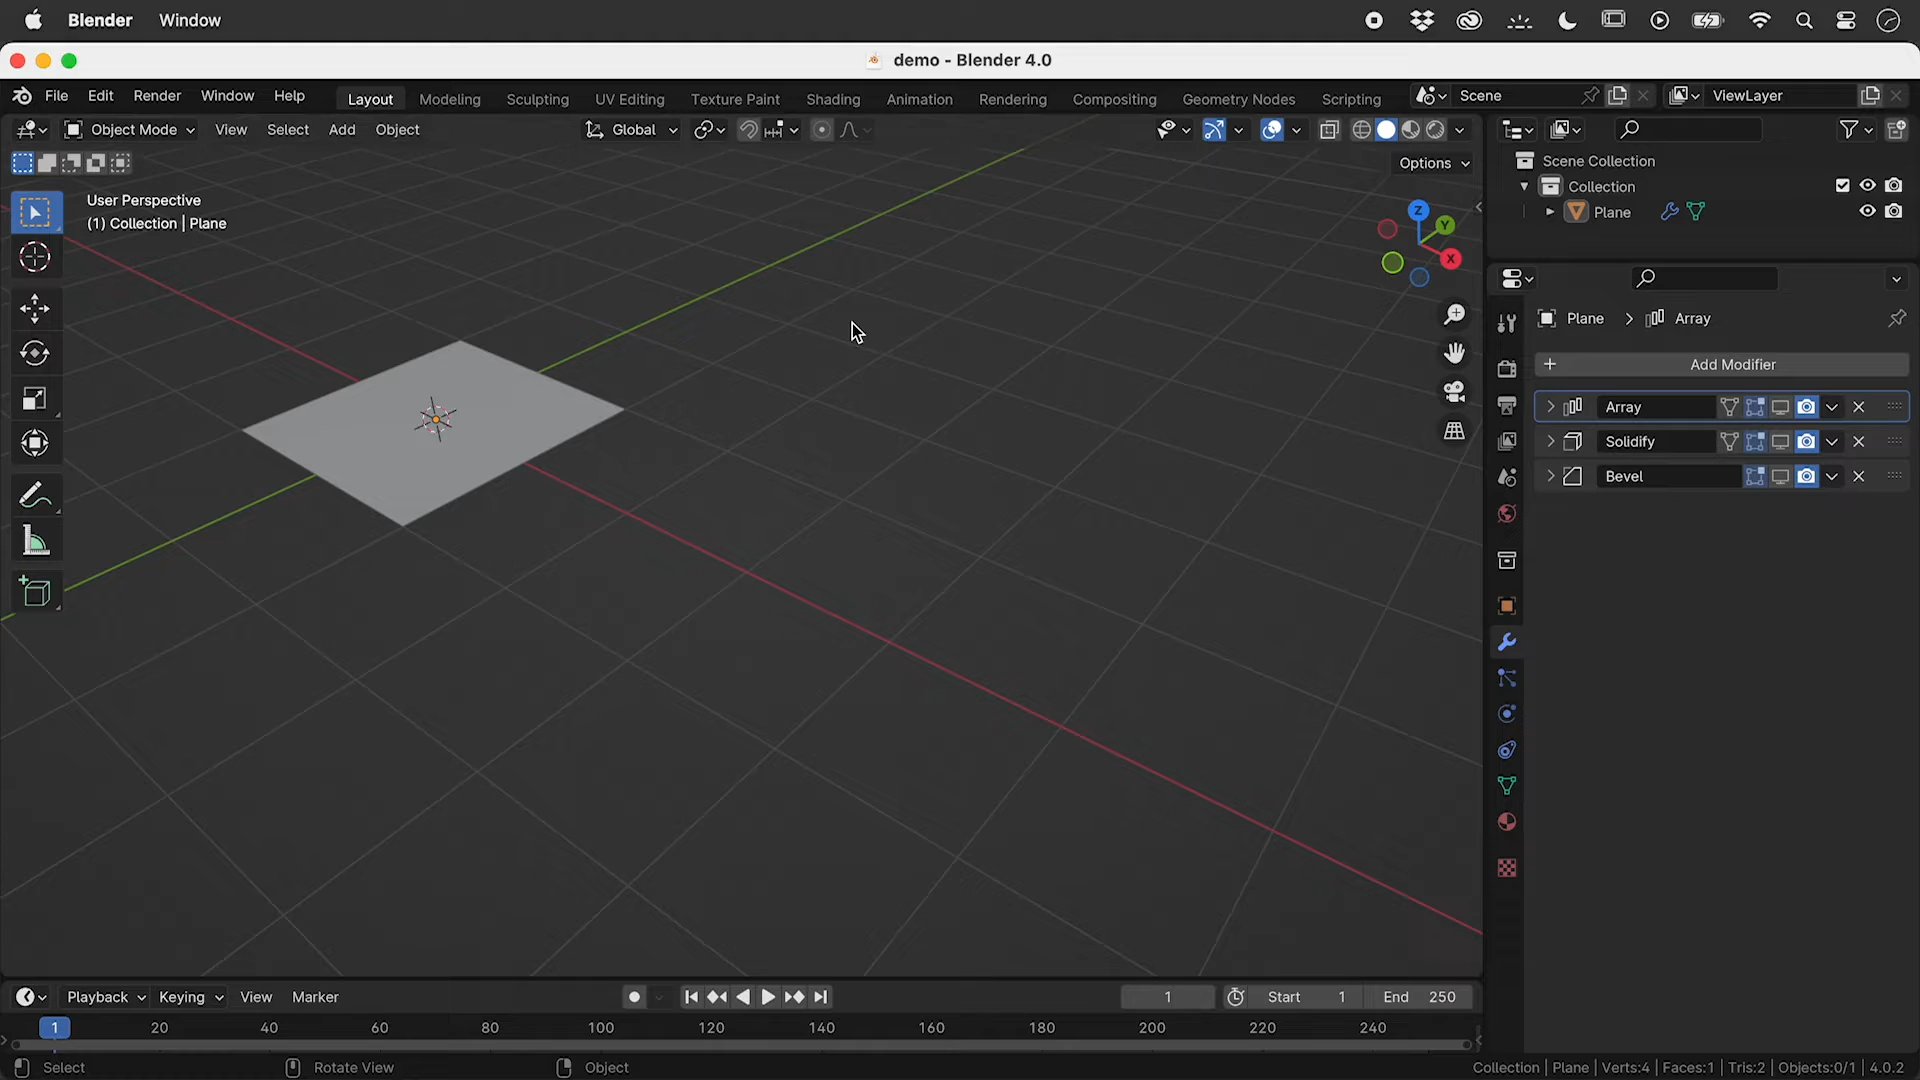 Blender Window
demo - Blender 4.0
File Edit Render Window Help Layout Modeling Sculpting UV Editing Texture Paint Shading Animation Rendering Compositing Geometry Nodes Scripting Scene ViewLayer
Object Mode View Select Add Object Global
Options
User Perspective
(1) Collection | Plane
Z
Y
X
Scene Collection
Collection
Plane
Plane > Array
+ Add Modifier
Array
Solidify
Bevel
Playback Keying View Marker 1 Start 1 End 250
1 20 40 60 80 100 120 140 160 180 200 220 240
Select Rotate View Object Collection | Plane | Verts:4 | Faces:1 | Tris:2 | Objects:0/1 | 4.0.2